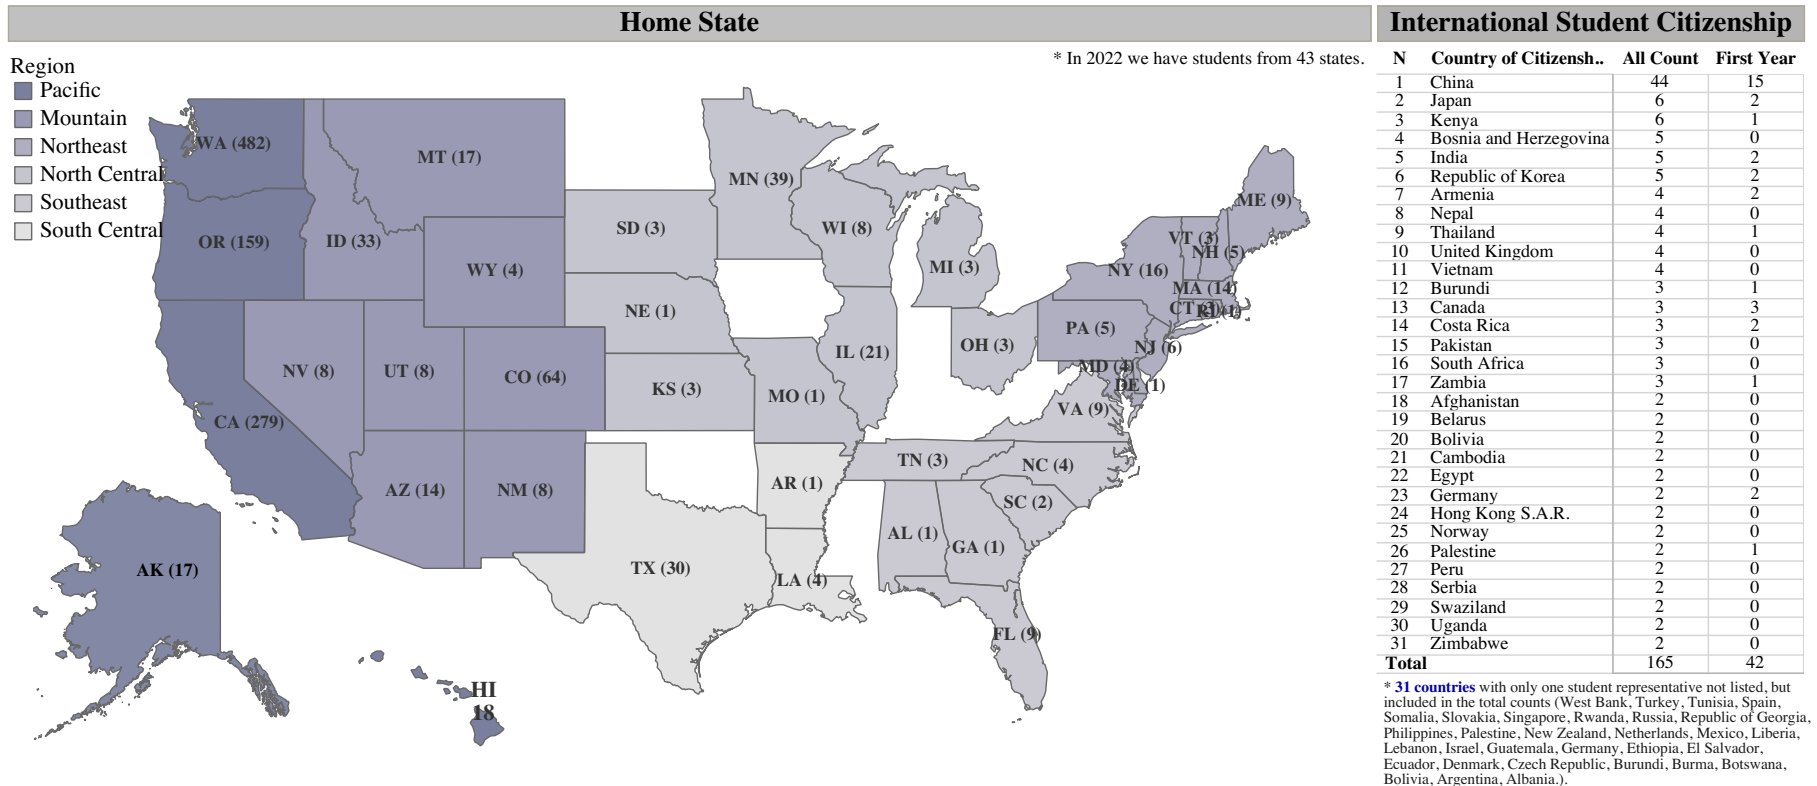 Home State
* In 2022 we have students from 43 states.
Region
Pacific
Mountain
Northeast
North Central
Southeast
South Central
WA (482)
MT (17)
MN (39)
ME (9)
OR (159)
ID (33)
SD (3)
WI (8)
VT (3)
NH (5)
WY (4)
MI (3)
NY (16)
MA (14)
NE (1)
CT (3)
RI (1)
PA (5)
NV (8)
UT (8)
CO (64)
IL (21)
OH (3)
NJ (6)
MD (4)
DE (1)
KS (3)
MO (1)
VA (9)
CA (279)
TN (3)
NC (4)
AZ (14)
NM (8)
AR (1)
SC (2)
AL (1)
GA (1)
AK (17)
TX (30)
LA (4)
FL (9)
HI
18
International Student Citizenship
N Country of Citizensh.. All Count First Year
1 China 44 15
2 Japan 6 2
3 Kenya 6 1
4 Bosnia and Herzegovina 5 0
5 India 5 2
6 Republic of Korea 5 2
7 Armenia 4 2
8 Nepal 4 0
9 Thailand 4 1
10 United Kingdom 4 0
11 Vietnam 4 0
12 Burundi 3 1
13 Canada 3 3
14 Costa Rica 3 2
15 Pakistan 3 0
16 South Africa 3 0
17 Zambia 3 1
18 Afghanistan 2 0
19 Belarus 2 0
20 Bolivia 2 0
21 Cambodia 2 0
22 Egypt 2 0
23 Germany 2 2
24 Hong Kong S.A.R. 2 0
25 Norway 2 0
26 Palestine 2 1
27 Peru 2 0
28 Serbia 2 0
29 Swaziland 2 0
30 Uganda 2 0
31 Zimbabwe 2 0
Total 165 42
* 31 countries with only one student representative not listed, but
included in the total counts (West Bank, Turkey, Tunisia, Spain,
Somalia, Slovakia, Singapore, Rwanda, Russia, Republic of Georgia,
Philippines, Palestine, New Zealand, Netherlands, Mexico, Liberia,
Lebanon, Israel, Guatemala, Germany, Ethiopia, El Salvador,
Ecuador, Denmark, Czech Republic, Burundi, Burma, Botswana,
Bolivia, Argentina, Albania.).